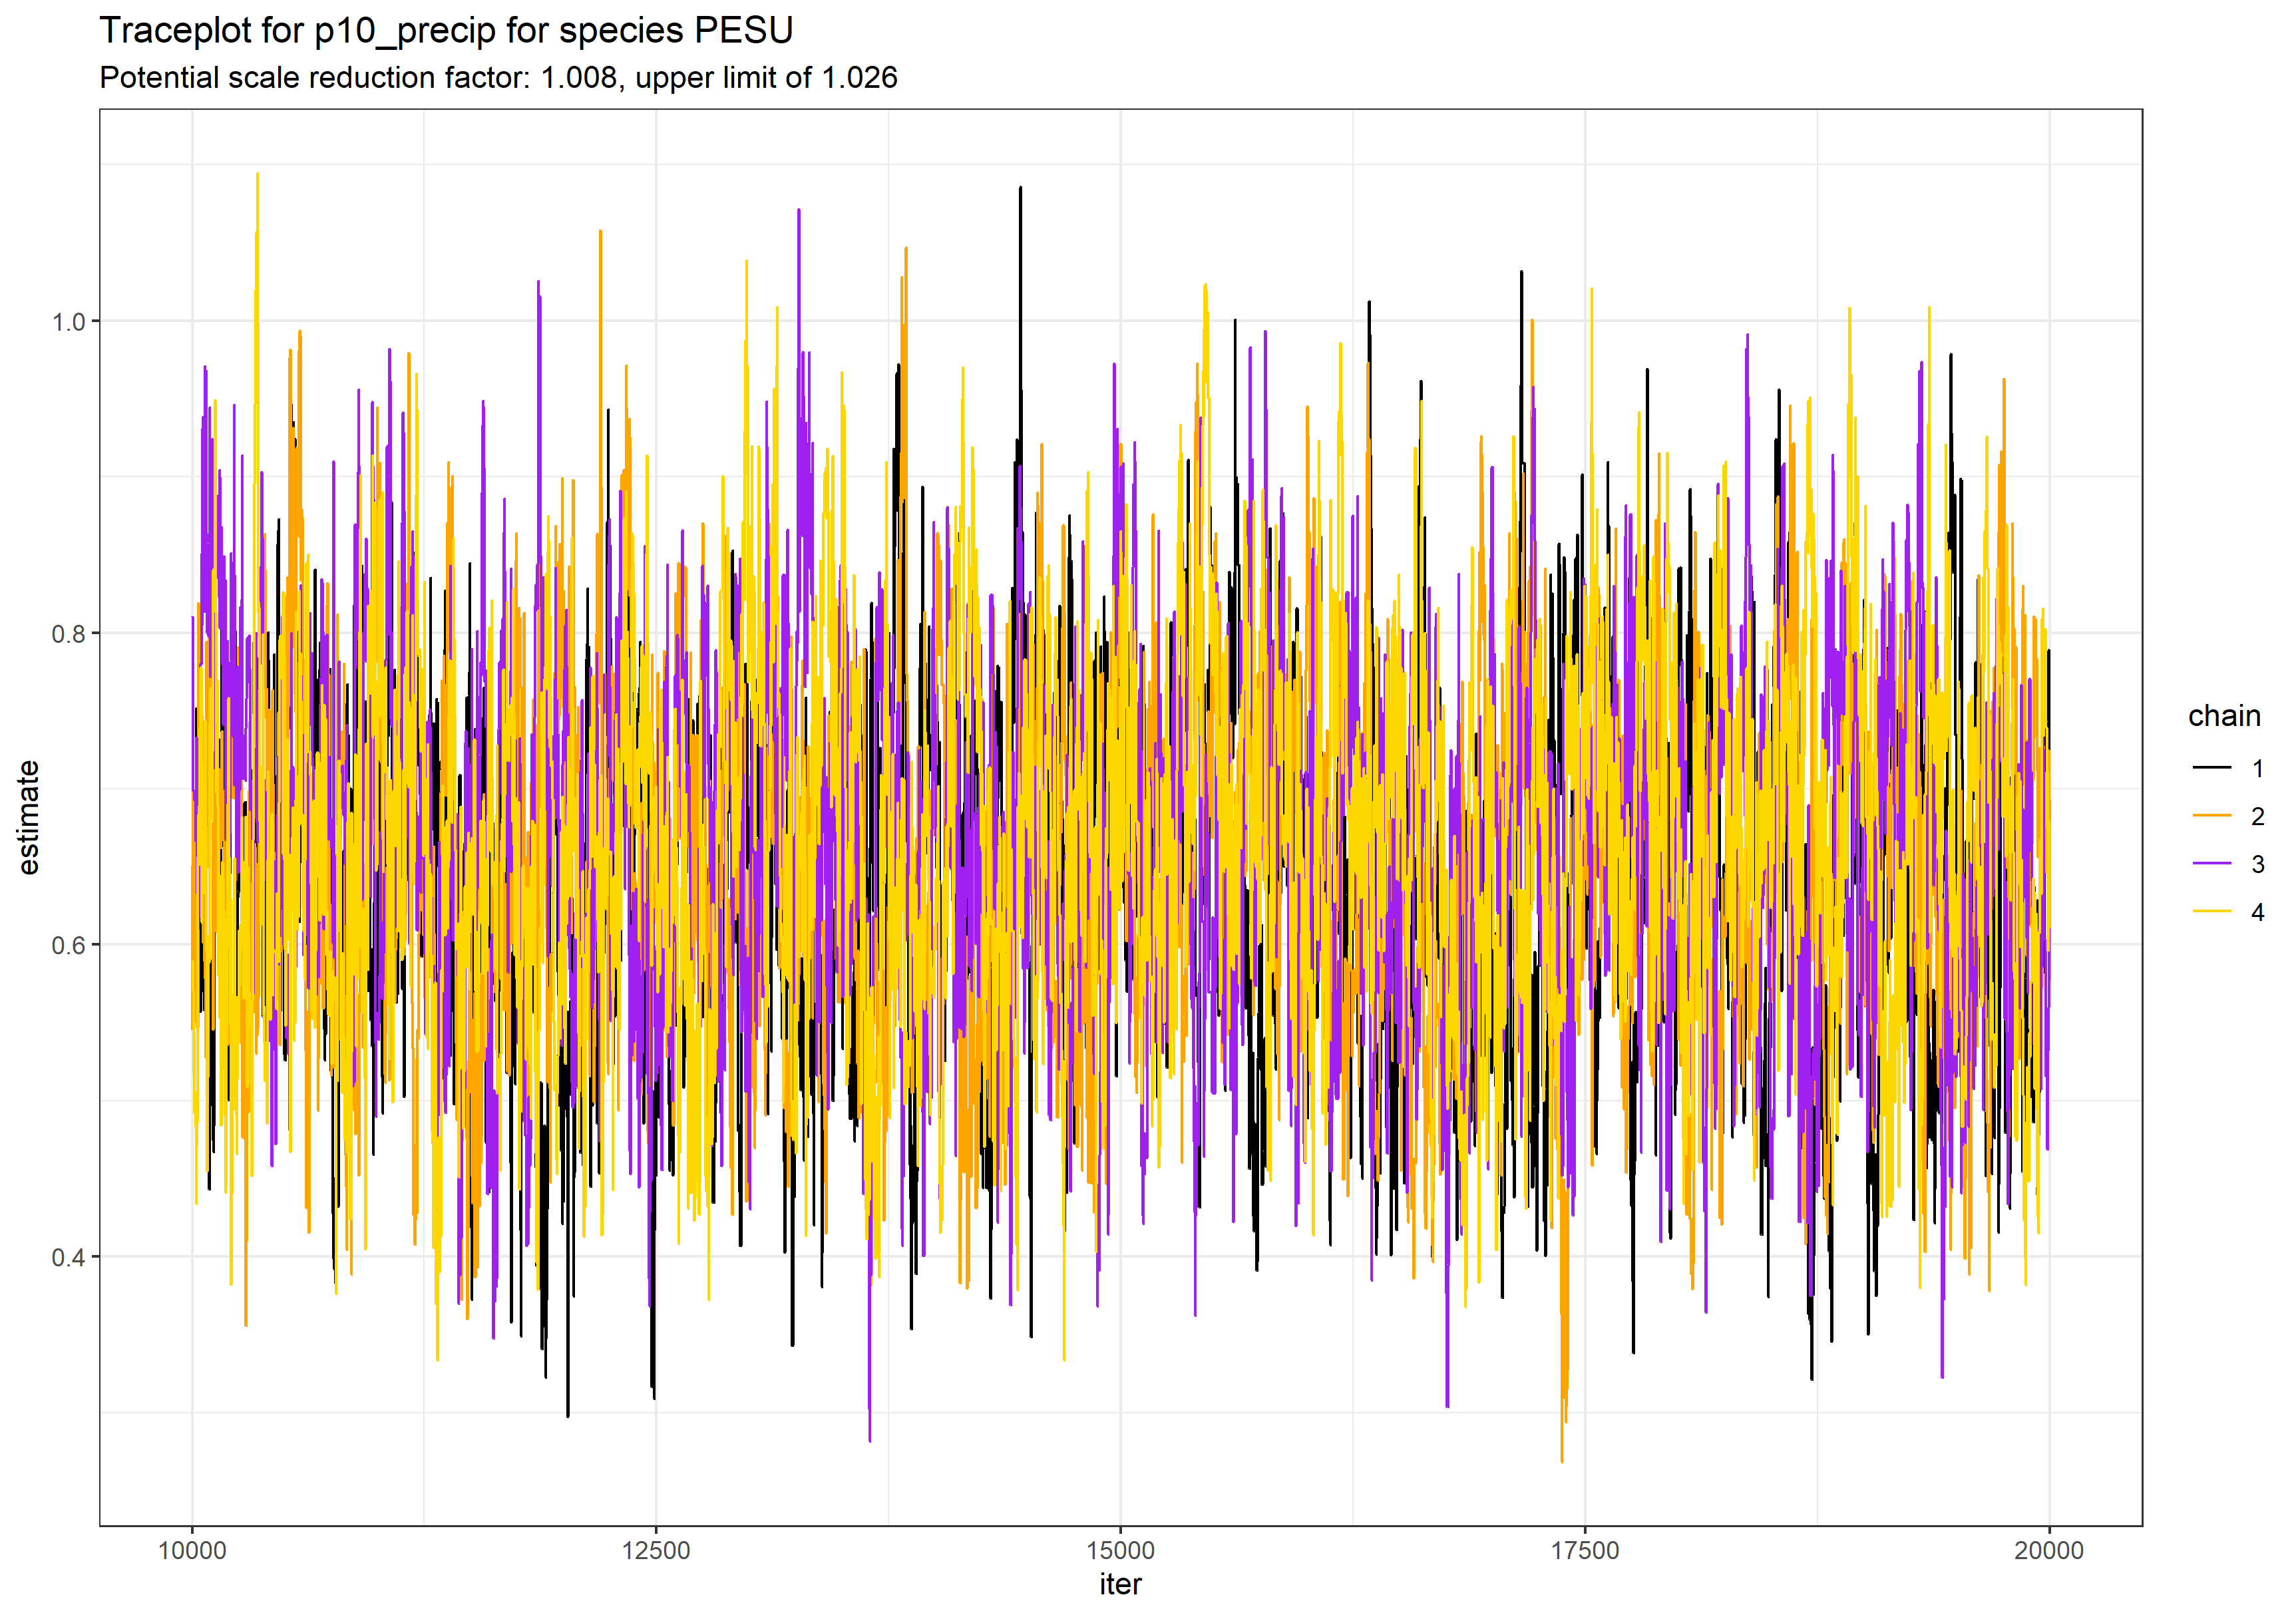 Traceplot for p10_precip for species PESU
Potential scale reduction factor: 1.008, upper limit of 1.026
1.0
0.8
0.6
0.4
estimate
10000
12500
15000
17500
20000
iter
chain
1
2
3
4